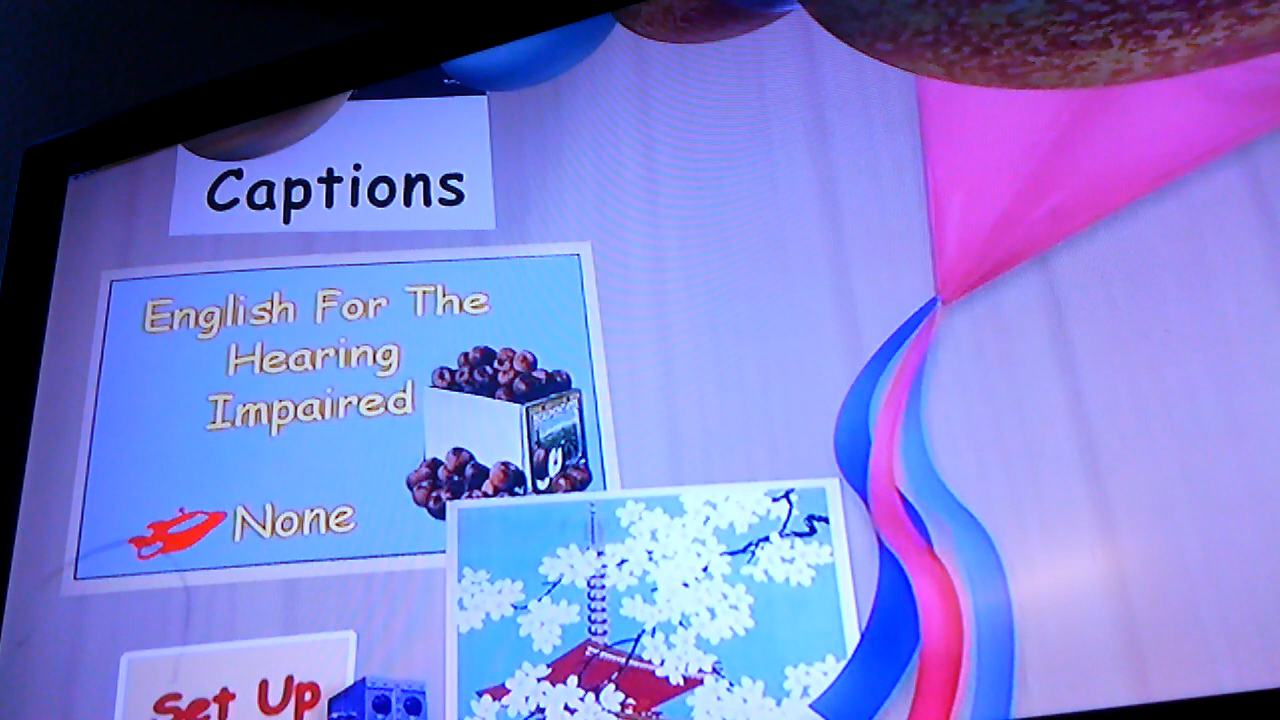 Captions
English For The
Hearing
Impaired
None
Set Up